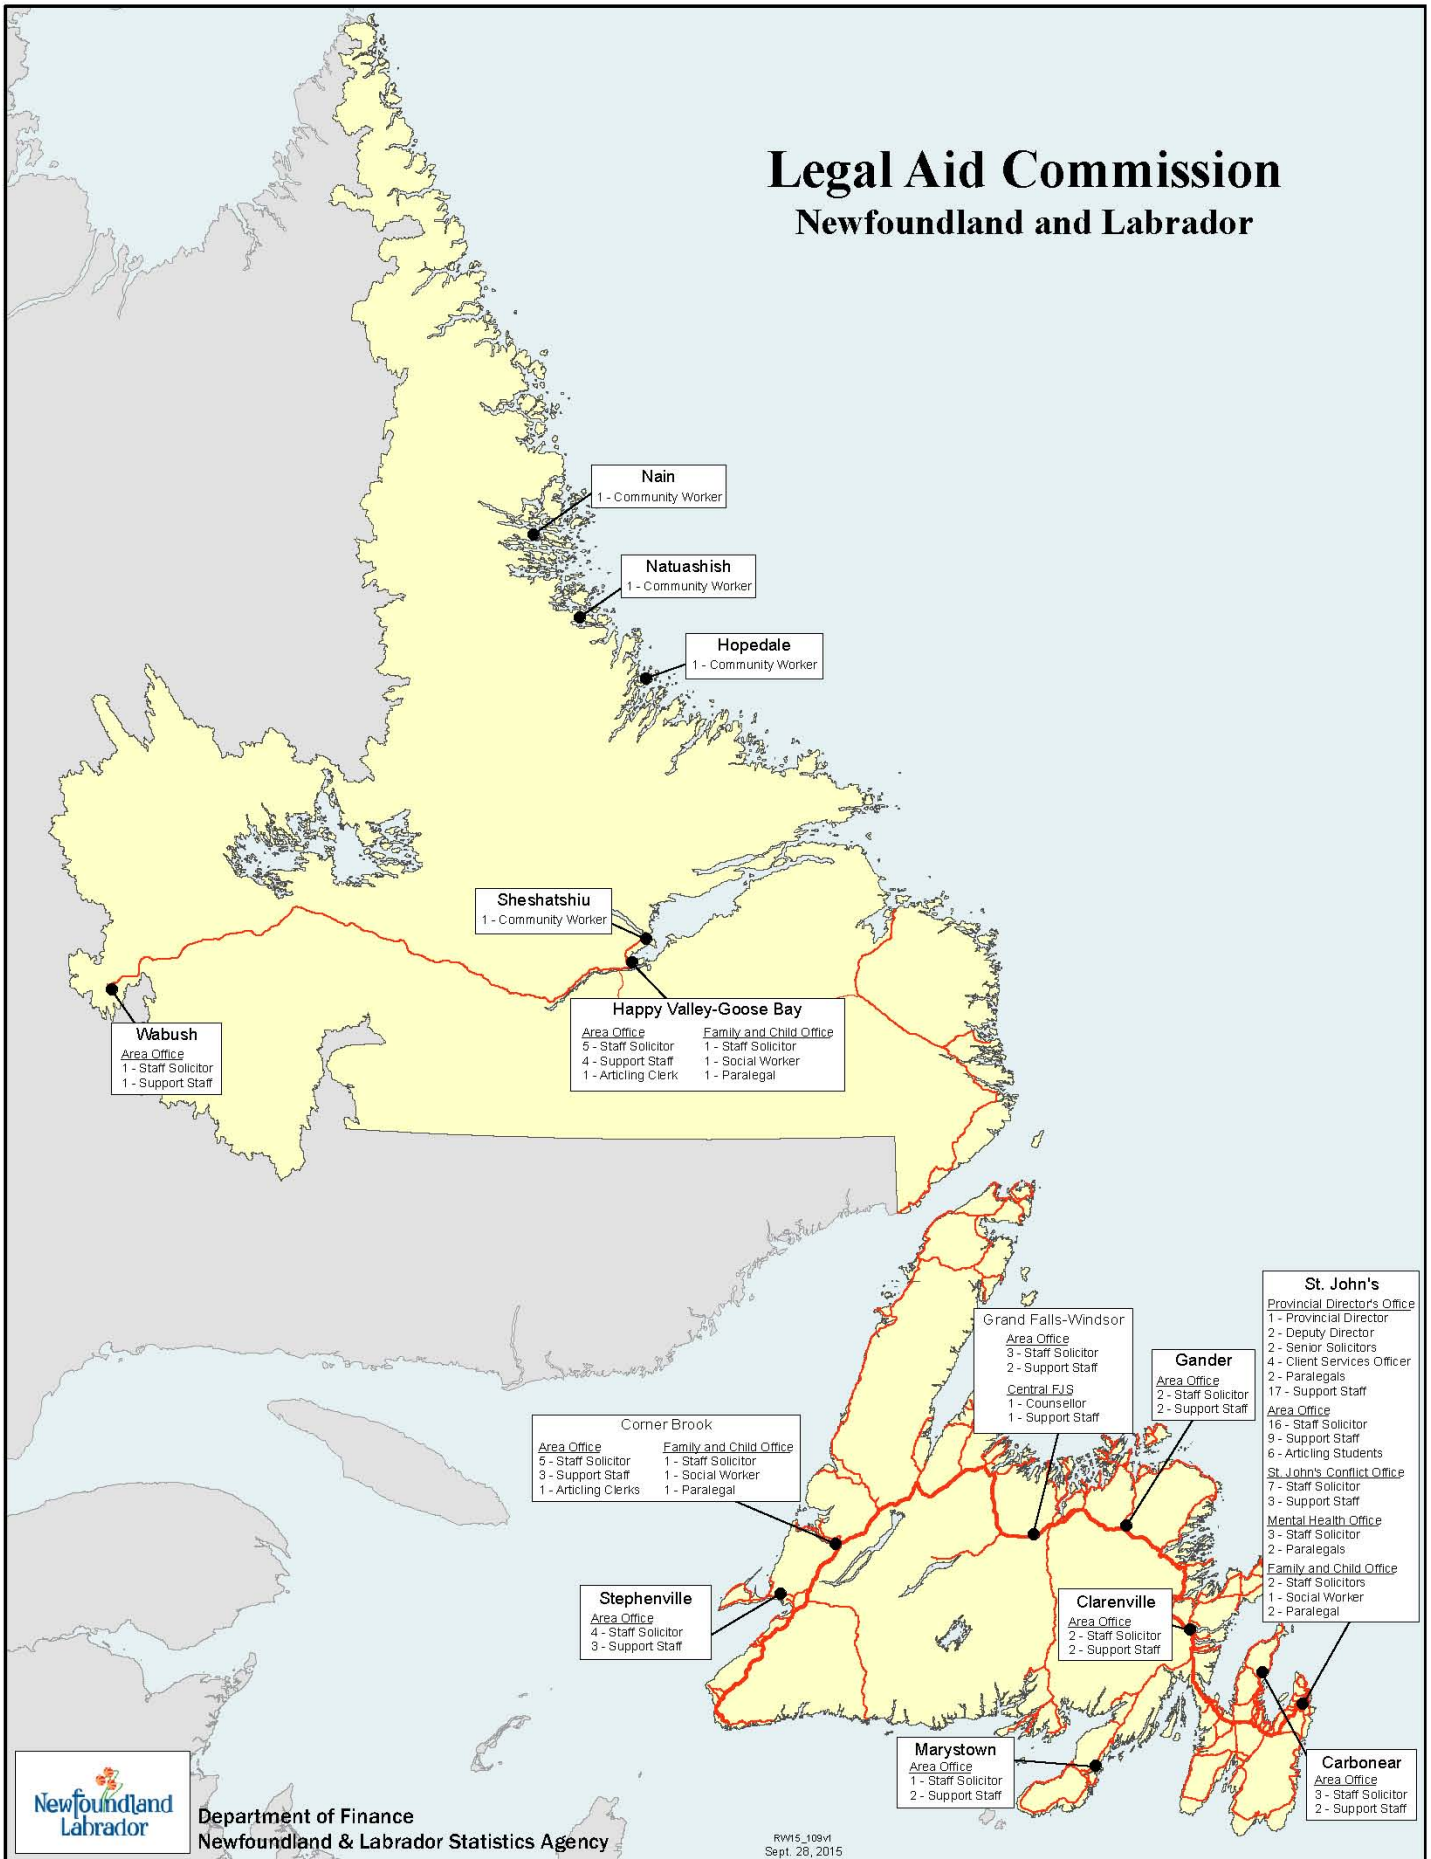 Legal Aid Commission
Newfoundland and Labrador
Nain
1 - Community Worker
Natuashish
1 - Community Worker
Hopedale
1 - Community Worker
Sheshatshiu
1 - Community Worker
Happy Valley-Goose Bay
Area Office
5 - Staff Solicitor
4 - Support Staff
1 - Articling Clerk
Family and Child Office
1 - Staff Solicitor
1 - Social Worker
1 - Paralegal
Wabush
Area Office
1 - Staff Solicitor
1 - Support Staff
St. John's
Provincial Director's Office
1 - Provincial Director
2 - Deputy Director
2 - Senior Solicitors
4 - Client Services Officer
2 - Paralegals
17 - Support Staff
Area Office
16 - Staff Solicitor
9 - Support Staff
6 - Articling Students
St. John's Conflict Office
7 - Staff Solicitor
3 - Support Staff
Mental Health Office
3 - Staff Solicitor
2 - Paralegals
Family and Child Office
2 - Staff Solicitors
1 - Social Worker
2 - Paralegal
Grand Falls-Windsor
Area Office
3 - Staff Solicitor
2 - Support Staff
Central FJS
1 - Counsellor
1 - Support Staff
Gander
Area Office
2 - Staff Solicitor
2 - Support Staff
Corner Brook
Area Office
5 - Staff Solicitor
3 - Support Staff
1 - Articling Clerks
Family and Child Office
1 - Staff Solicitor
1 - Social Worker
1 - Paralegal
Stephenville
Area Office
4 - Staff Solicitor
3 - Support Staff
Clarenville
Area Office
2 - Staff Solicitor
2 - Support Staff
Marystown
Area Office
1 - Staff Solicitor
2 - Support Staff
Carbonear
Area Office
3 - Staff Solicitor
2 - Support Staff
Newfoundland
Labrador
Department of Finance
Newfoundland & Labrador Statistics Agency
RW15_109v1
Sept. 28, 2015